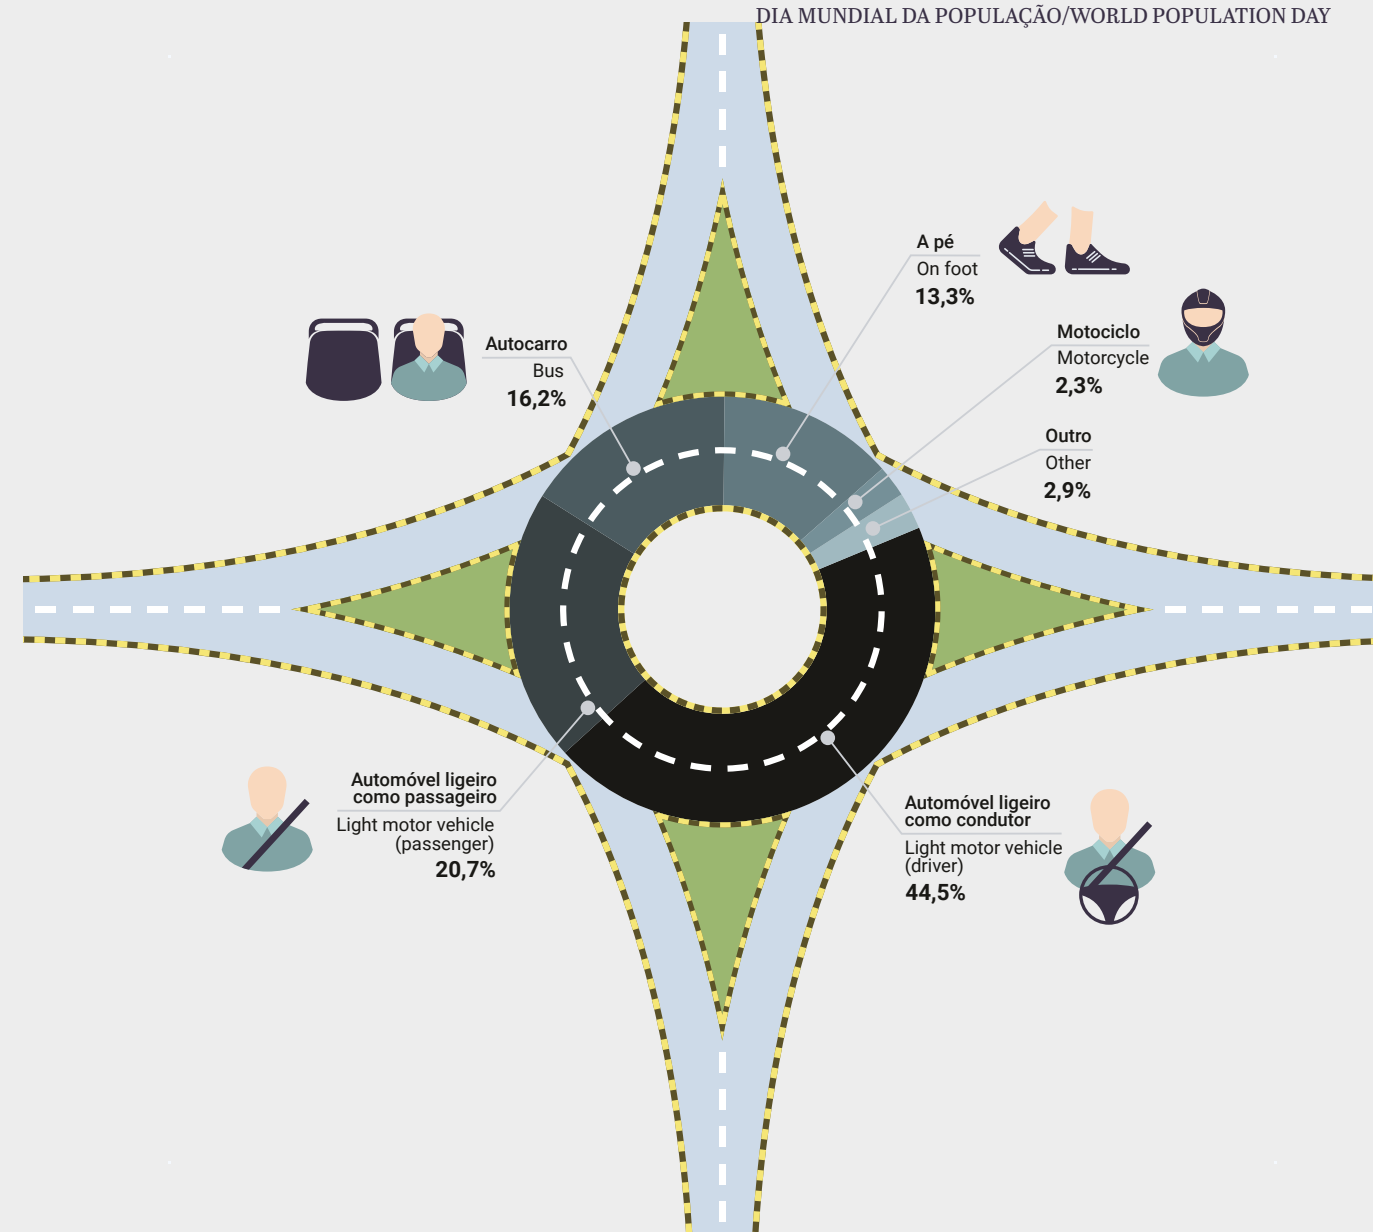 DIA MUNDIAL DA POPULAÇÃO/WORLD POPULATION DAY
A pé
On foot
13,3%
Motociclo
Motorcycle
2,3%
Autocarro
Bus
16,2%
Outro
Other
2,9%
Automóvel ligeiro
como passageiro
Light motor vehicle
(passenger)
20,7%
Automóvel ligeiro
como condutor
Light motor vehicle
(driver)
44,5%